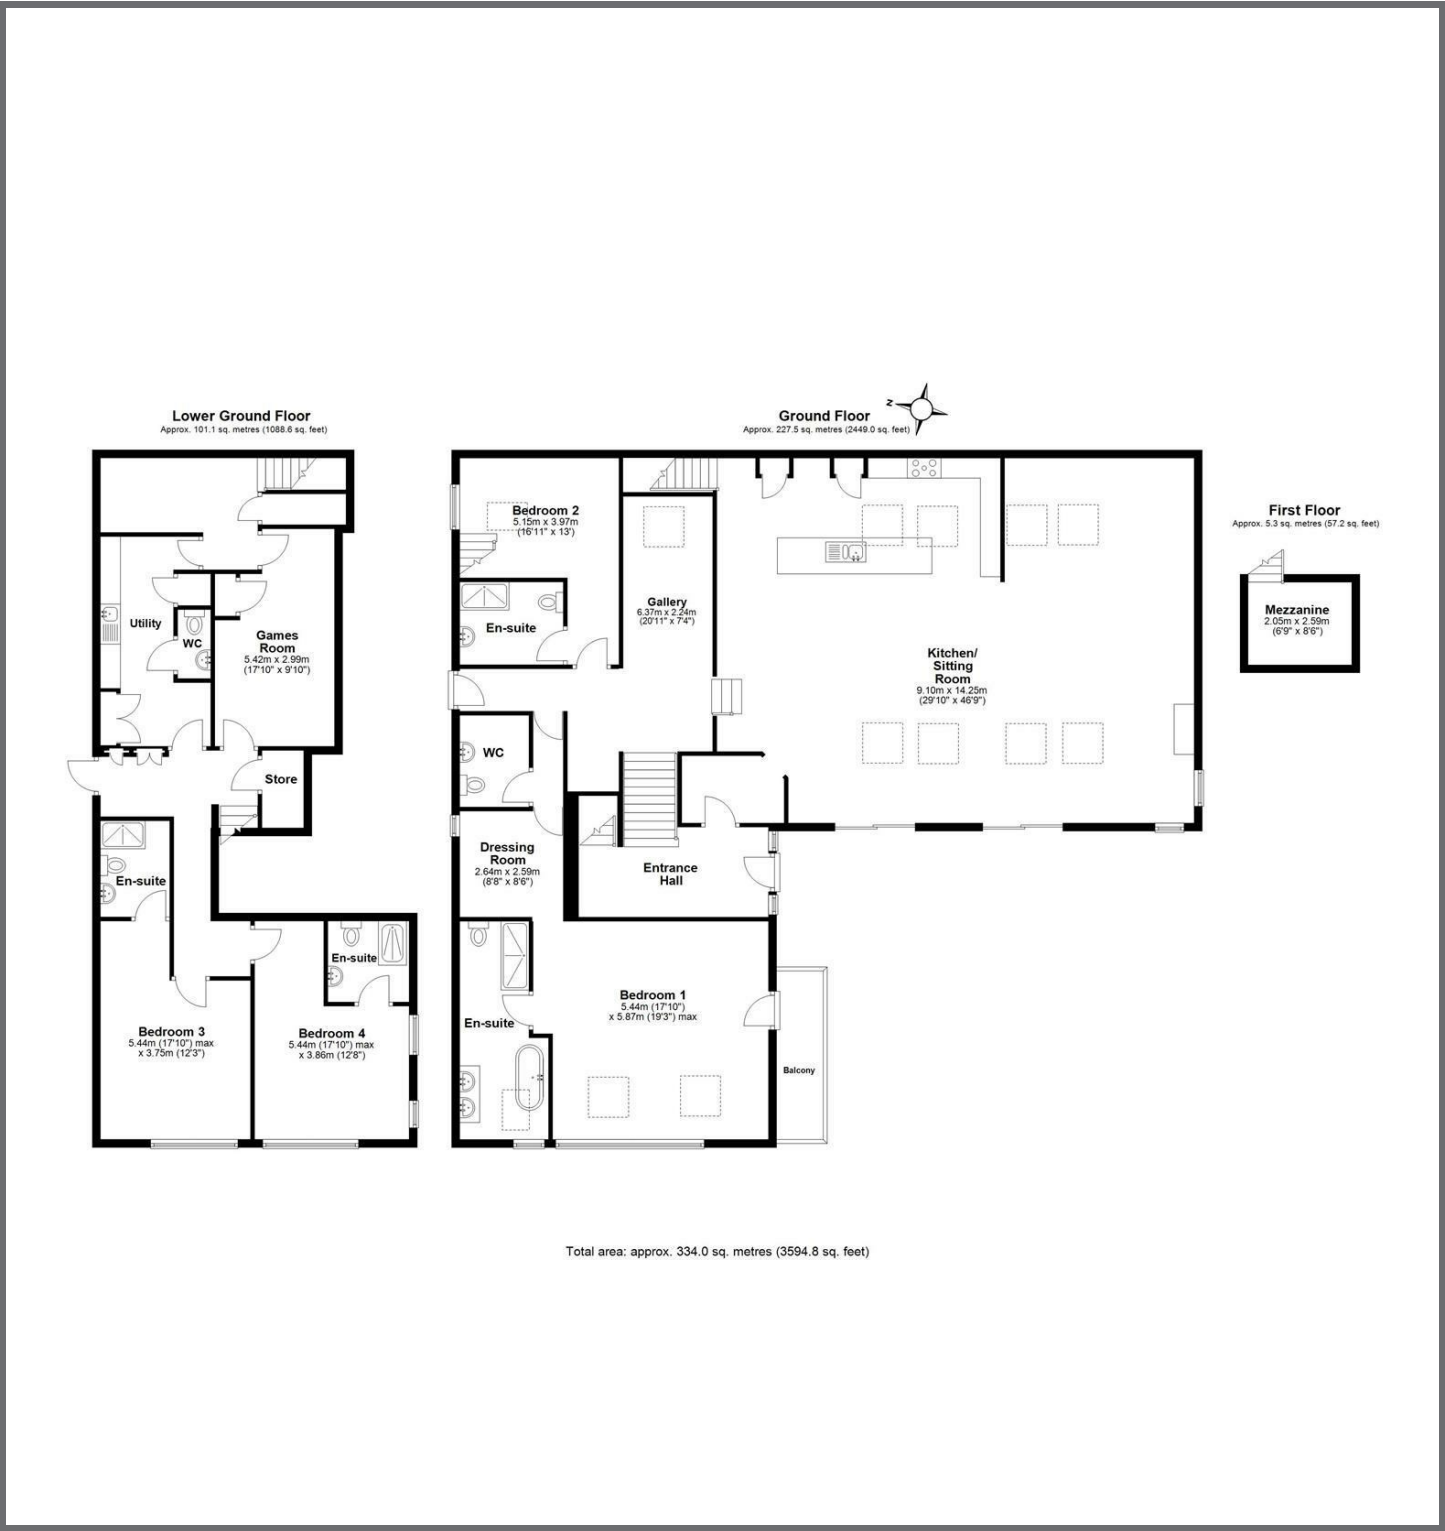 Lower Ground Floor
Approx. 101.1 sq. metres (1088.6 sq. feet)
Utility
WC
Games
Room
5.42m x 2.99m
(17'10" x 9'10")
Store
En-suite
En-suite
Bedroom 3
5.44m (17'10") max
x 3.75m (12'3")
Bedroom 4
5.44m (17'10") max
x 3.86m (12'8")
Ground Floor
Approx. 227.5 sq. metres (2449.0 sq. feet)
N
Bedroom 2
5.15m x 3.97m
(16'11" x 13')
En-suite
Gallery
6.37m x 2.24m
(20'11" x 7'4")
Kitchen/
Sitting
Room
9.10m x 14.25m
(29'10" x 46'9")
WC
Dressing
Room
2.64m x 2.59m
(8'8" x 8'6")
Entrance
Hall
En-suite
Bedroom 1
5.44m (17'10")
x 5.87m (19'3") max
Balcony
First Floor
Approx. 5.3 sq. metres (57.2 sq. feet)
Mezzanine
2.05m x 2.59m
(6'9" x 8'6")
Total area: approx. 334.0 sq. metres (3594.8 sq. feet)